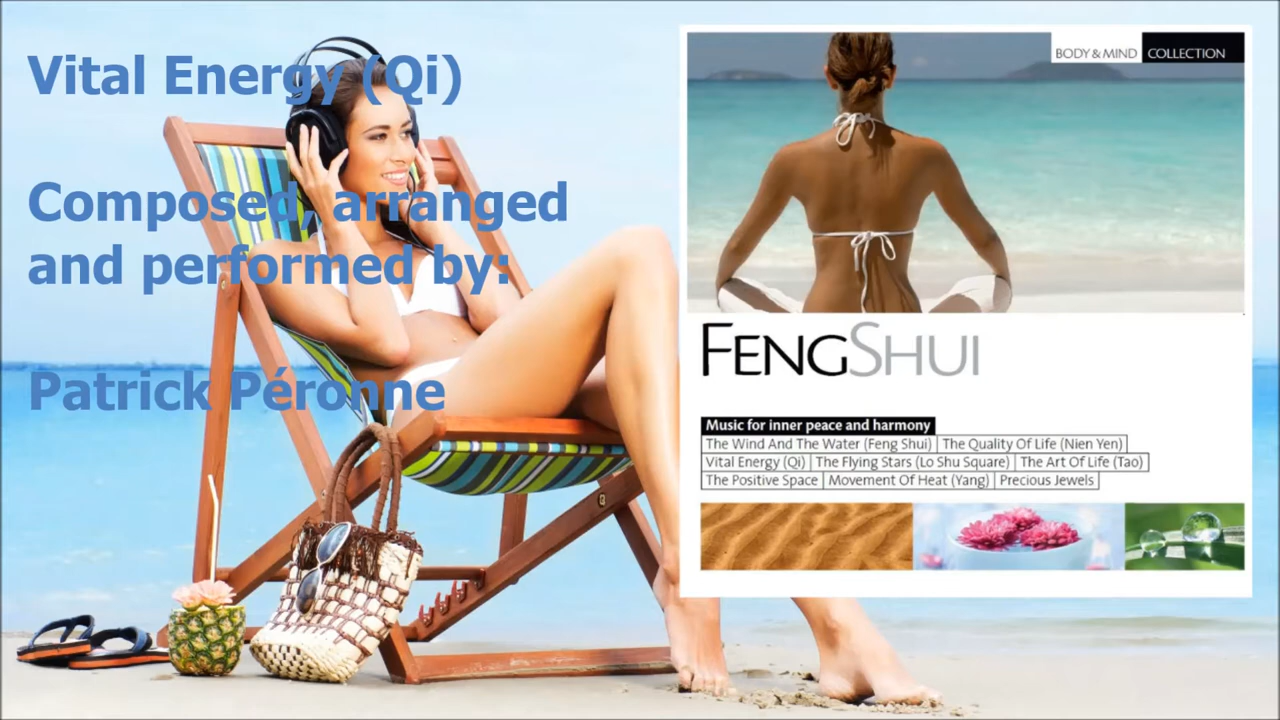 Vital Energy (Qi)
Composed, arranged
and performed by:
Patrick Péronne
BODY & MIND COLLECTION
FENGSHUI
Music for inner peace and harmony
The Wind And The Water (Feng Shui) | The Quality Of Life (Nien Yen) |
Vital Energy (Qi) | The Flying Stars (Lo Shu Square) | The Art Of Life (Tao) |
The Positive Space | Movement Of Heat (Yang) | Precious Jewels |